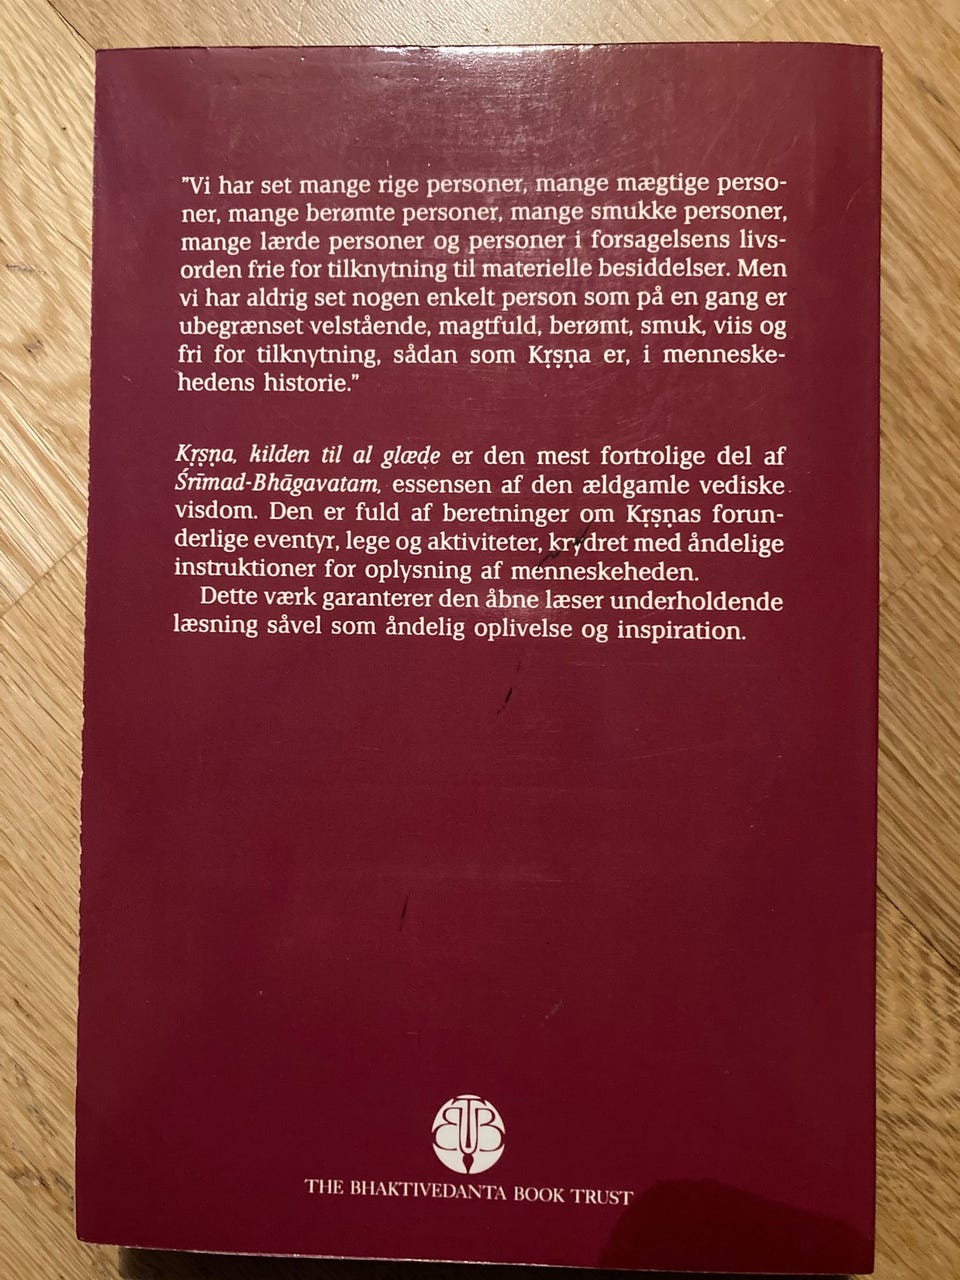 "Vi har set mange rige personer, mange mægtige perso-
ner, mange berømte personer, mange smukke personer,
mange lærde personer og personer i forsagelsens livs-
orden frie for tilknytning til materielle besiddelser. Men
vi har aldrig set nogen enkelt person som på en gang er
ubegrænset velstående, magtfuld, berømt, smuk, viis og
fri for tilknytning, sådan som Kṛṣṇa er, i menneske-
hedens historie."
Kṛṣṇa, kilden til al glæde er den mest fortrolige del af
Śrīmad-Bhāgavatam, essensen af den ældgamle vediske
visdom. Den er fuld af beretninger om Kṛṣṇas forun-
derlige eventyr, lege og aktiviteter, krydret med åndelige
instruktioner for oplysning af menneskeheden.
Dette værk garanterer den åbne læser underholdende
læsning såvel som åndelig oplivelse og inspiration.
BTB
THE BHAKTIVEDANTA BOOK TRUST